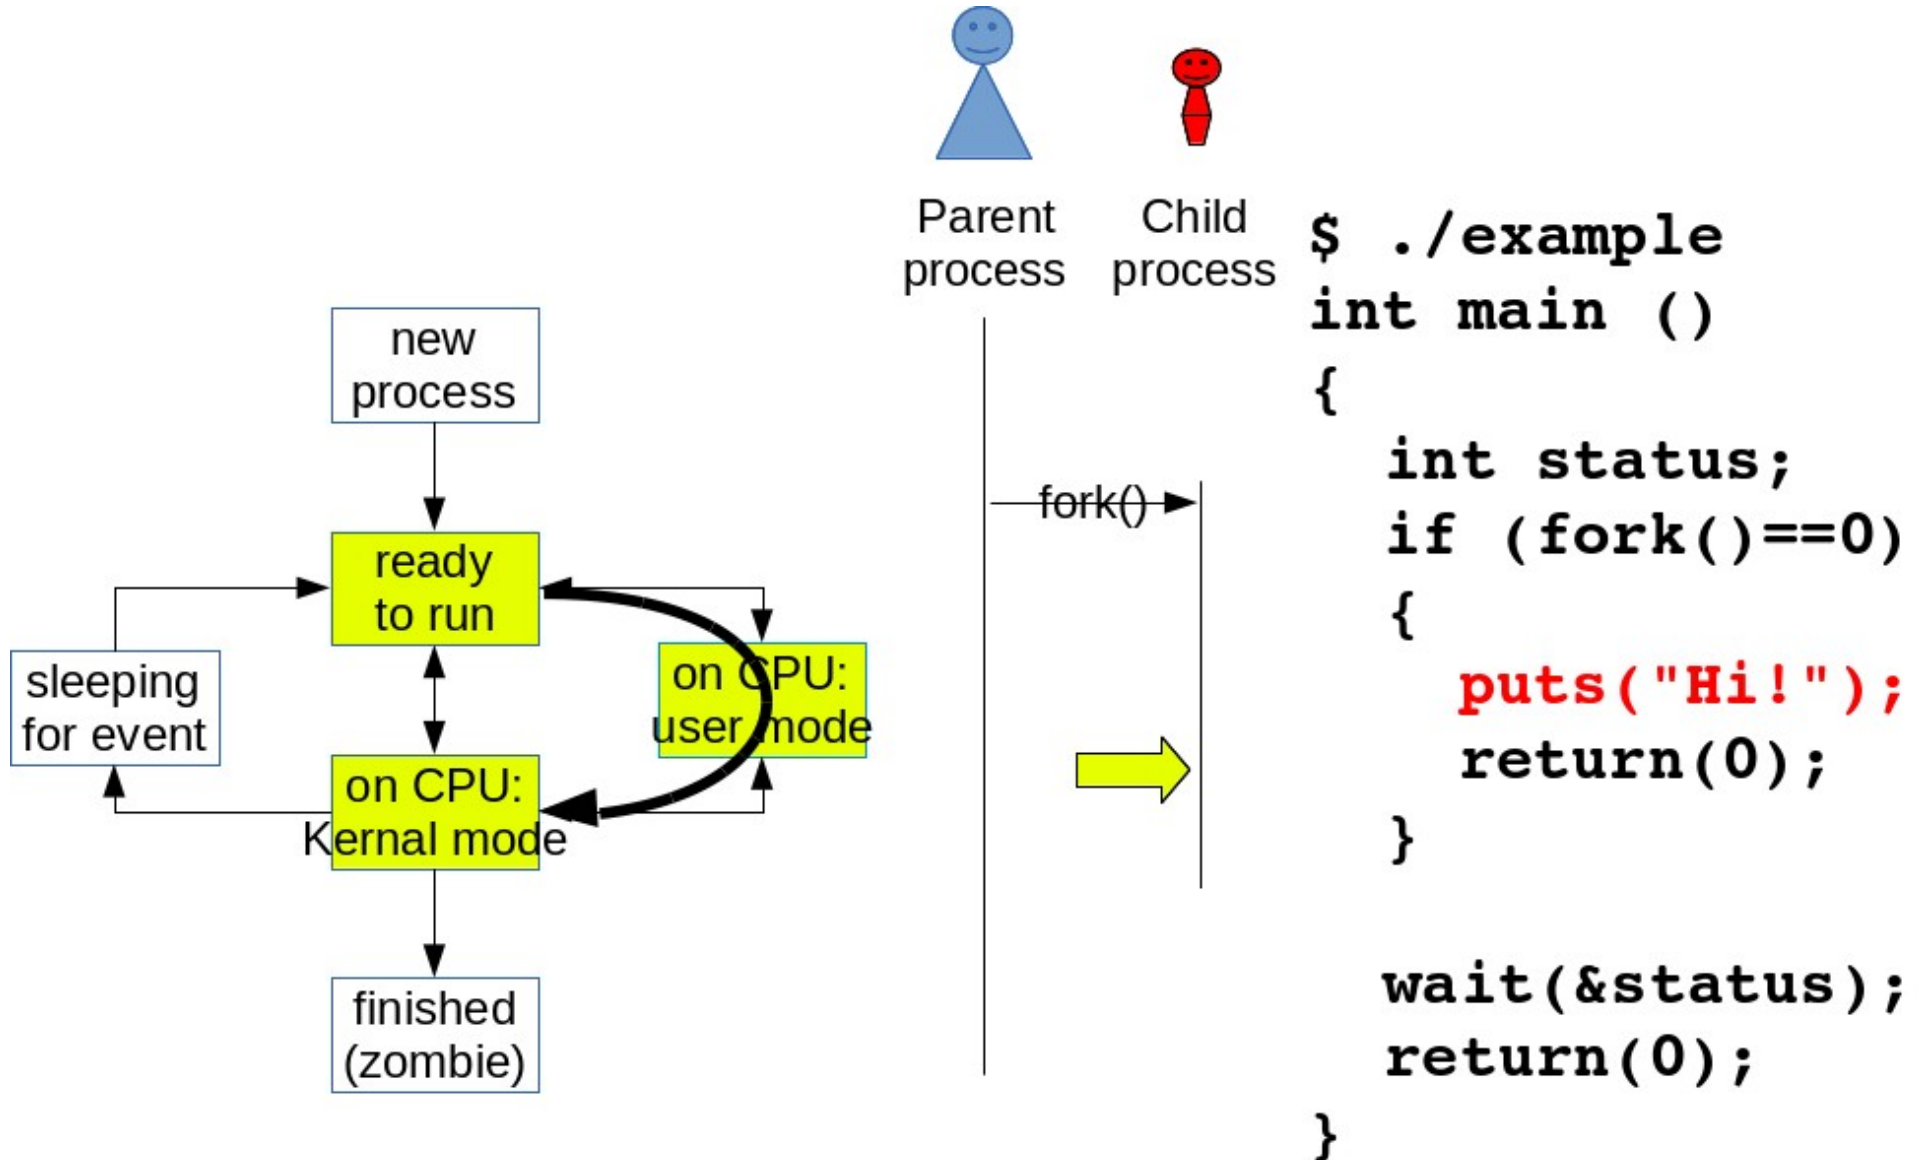 new
process
ready
to run
sleeping
for event
on CPU:
user mode
on CPU:
Kernal mode
finished
(zombie)
Parent
process
Child
process
fork()
$ ./example
int main ()
{
int status;
if (fork()==0)
{
puts("Hi!");
return(0);
}
wait(&status);
return(0);
}